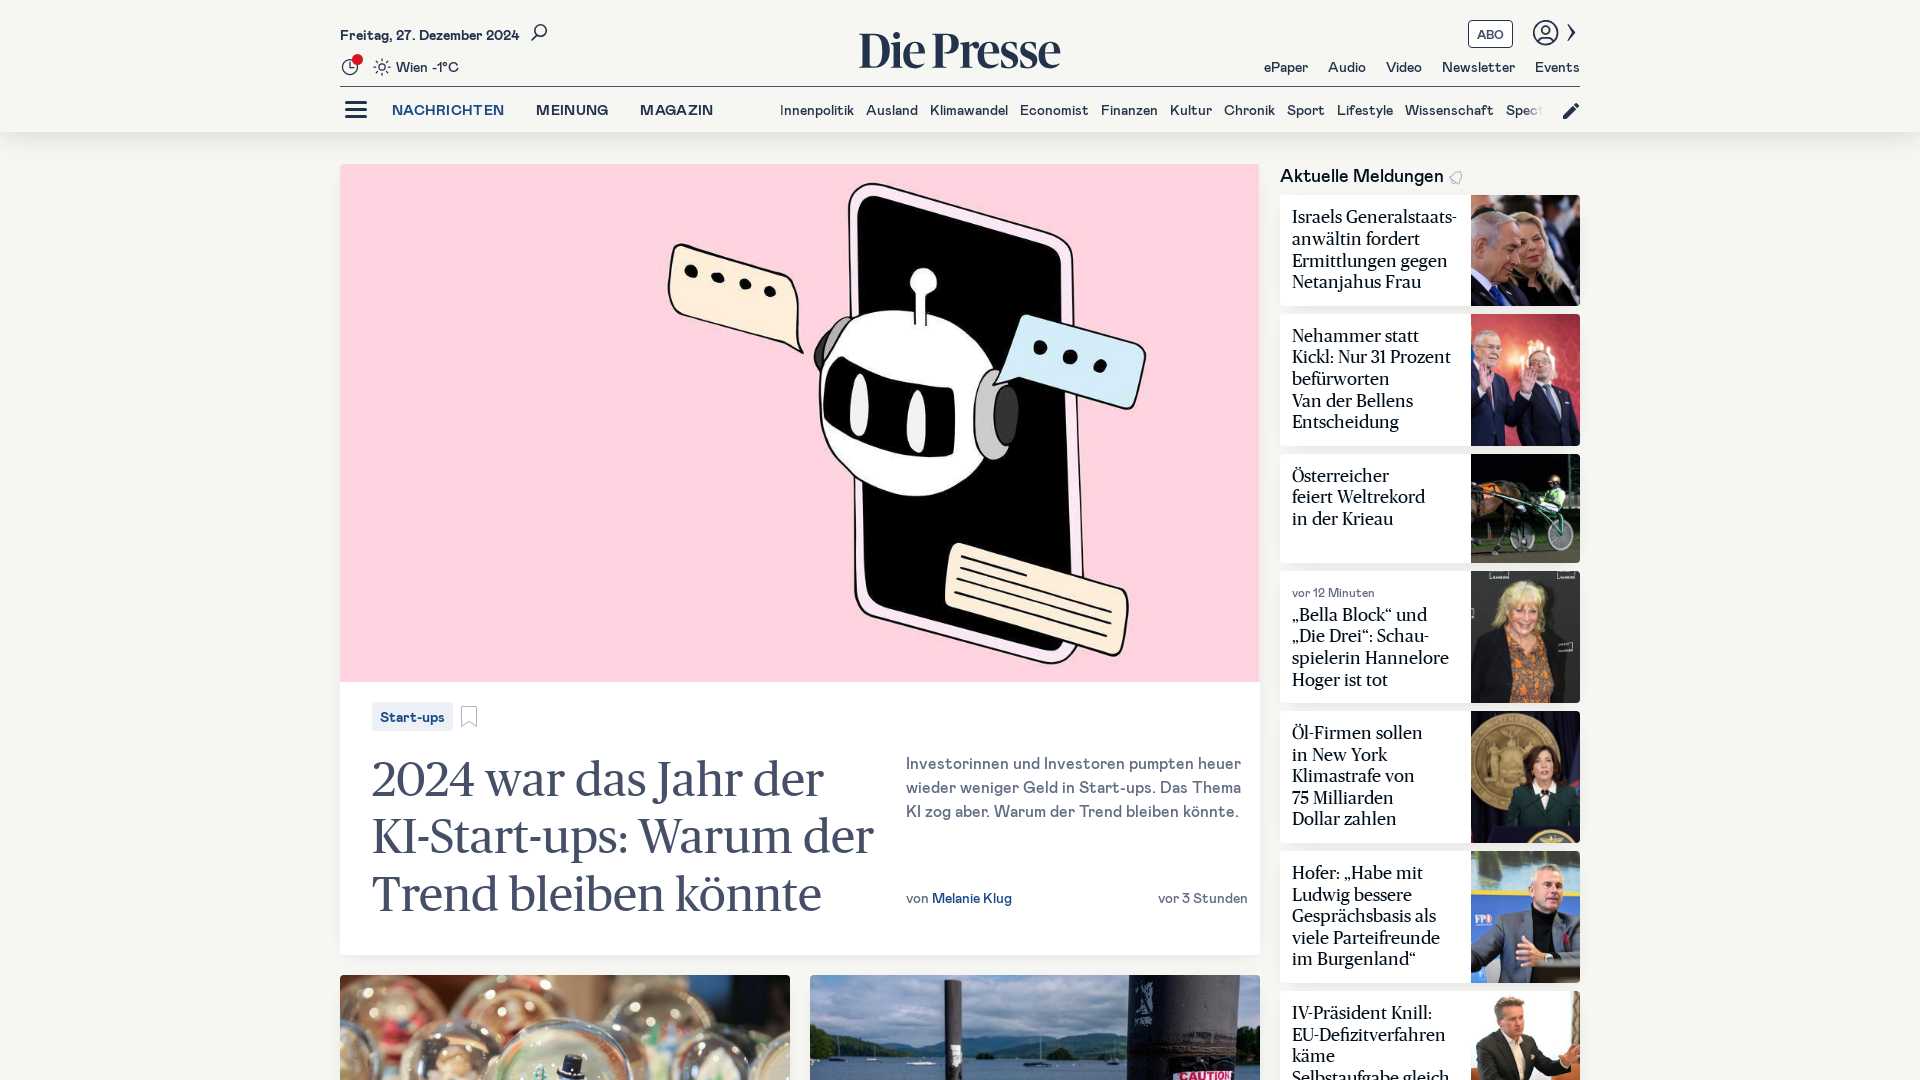 Freitag, 27. Dezember 2024
Wien -1°C
Die Presse
ABO
ePaper Audio Video Newsletter Events
NACHRICHTEN MEINUNG MAGAZIN
Innenpolitik Ausland Klimawandel Economist Finanzen Kultur Chronik Sport Lifestyle Wissenschaft Spect
Start-ups
2024 war das Jahr der
KI-Start-ups: Warum der
Trend bleiben könnte
Investorinnen und Investoren pumpten heuer
wieder weniger Geld in Start-ups. Das Thema
KI zog aber. Warum der Trend bleiben könnte.
von Melanie Klug
vor 3 Stunden
CAUTION
Aktuelle Meldungen
Israels Generalstaats-
anwältin fordert
Ermittlungen gegen
Netanjahus Frau
Nehammer statt
Kickl: Nur 31 Prozent
befürworten
Van der Bellens
Entscheidung
Österreicher
feiert Weltrekord
in der Krieau
vor 12 Minuten
„Bella Block“ und
„Die Drei“: Schau-
spielerin Hannelore
Hoger ist tot
Öl-Firmen sollen
in New York
Klimastrafe von
75 Milliarden
Dollar zahlen
Hofer: „Habe mit
Ludwig bessere
Gesprächsbasis als
viele Parteifreunde
im Burgenland“
FPÖ
IV-Präsident Knill:
EU-Defizitverfahren
käme
Selbstaufgabe gleich